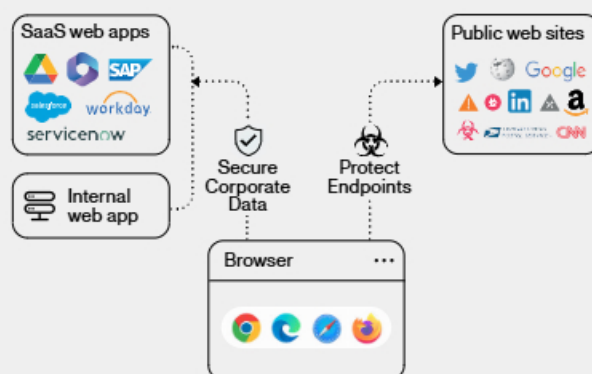 SaaS web apps
SAP
salesforce
workday.
servicenow
Internal
web app
Secure
Corporate
Data
Protect
Endpoints
Public web sites
Google
in
a
CNN
Browser